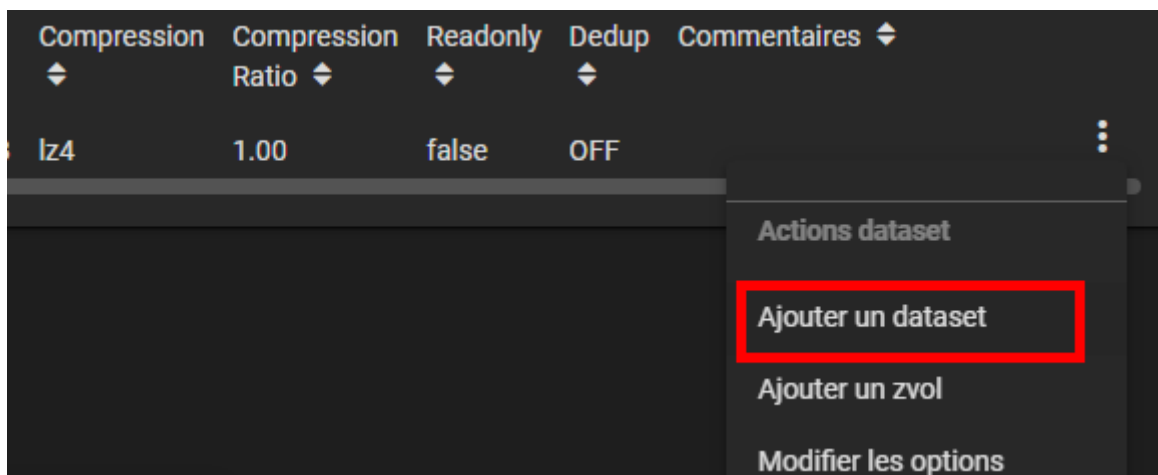 Compression Compression Readonly Dedup Commentaires
Ratio
lz4 1.00 false OFF
Actions dataset
Ajouter un dataset
Ajouter un zvol
Modifier les options